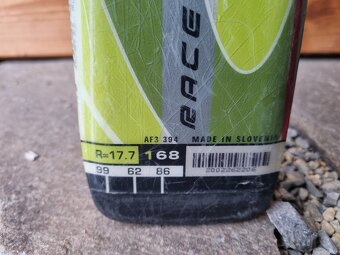 RACE
AF3 394 MADE IN SLOVENIA
R=17.7 168
99 62 86
2002262206